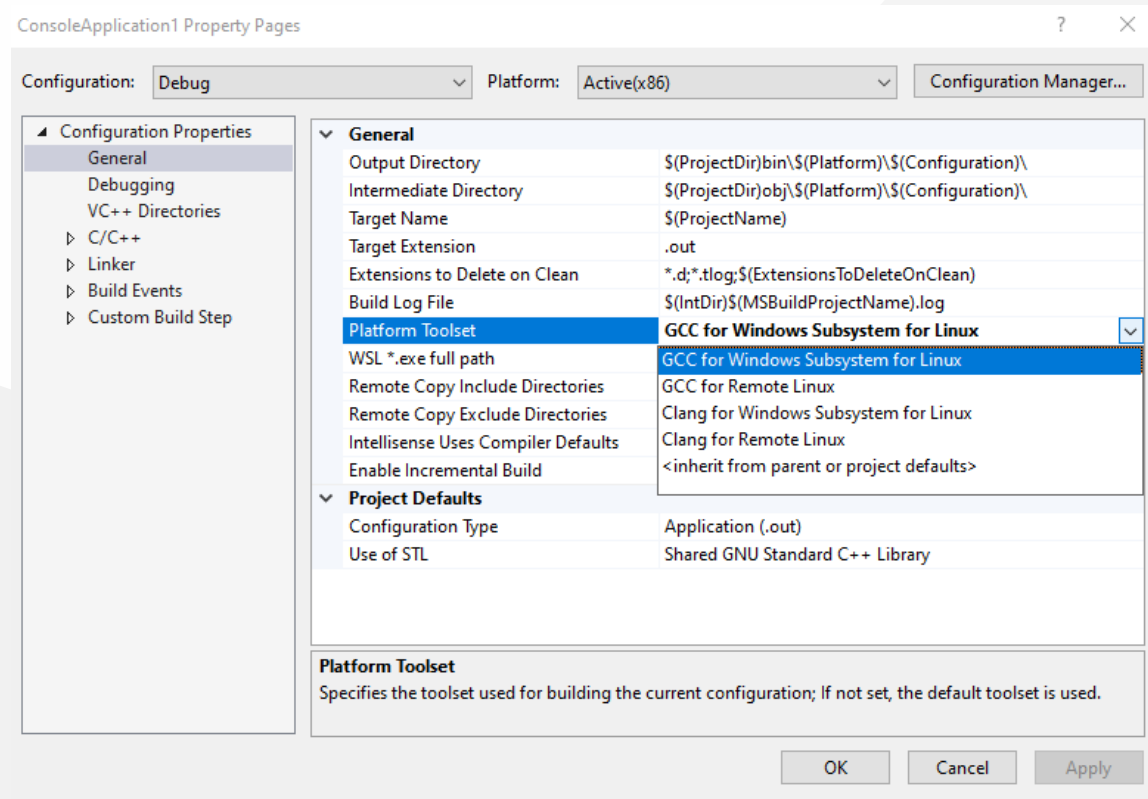 ConsoleApplication1 Property Pages
?
Configuration: Debug Platform: Active(x86) Configuration Manager...
Configuration Properties
General
Debugging
VC++ Directories
C/C++
Linker
Build Events
Custom Build Step
General
Output Directory $(ProjectDir)bin\$(Platform)\$(Configuration)\
Intermediate Directory $(ProjectDir)obj\$(Platform)\$(Configuration)\
Target Name $(ProjectName)
Target Extension .out
Extensions to Delete on Clean *.d;*.tlog;$(ExtensionsToDeleteOnClean)
Build Log File $(IntDir)$(MSBuildProjectName).log
Platform Toolset GCC for Windows Subsystem for Linux
WSL *.exe full path
Remote Copy Include Directories
Remote Copy Exclude Directories
Intellisense Uses Compiler Defaults
Enable Incremental Build
GCC for Windows Subsystem for Linux
GCC for Remote Linux
Clang for Windows Subsystem for Linux
Clang for Remote Linux
<inherit from parent or project defaults>
Project Defaults
Configuration Type Application (.out)
Use of STL Shared GNU Standard C++ Library
Platform Toolset
Specifies the toolset used for building the current configuration; If not set, the default toolset is used.
OK Cancel Apply